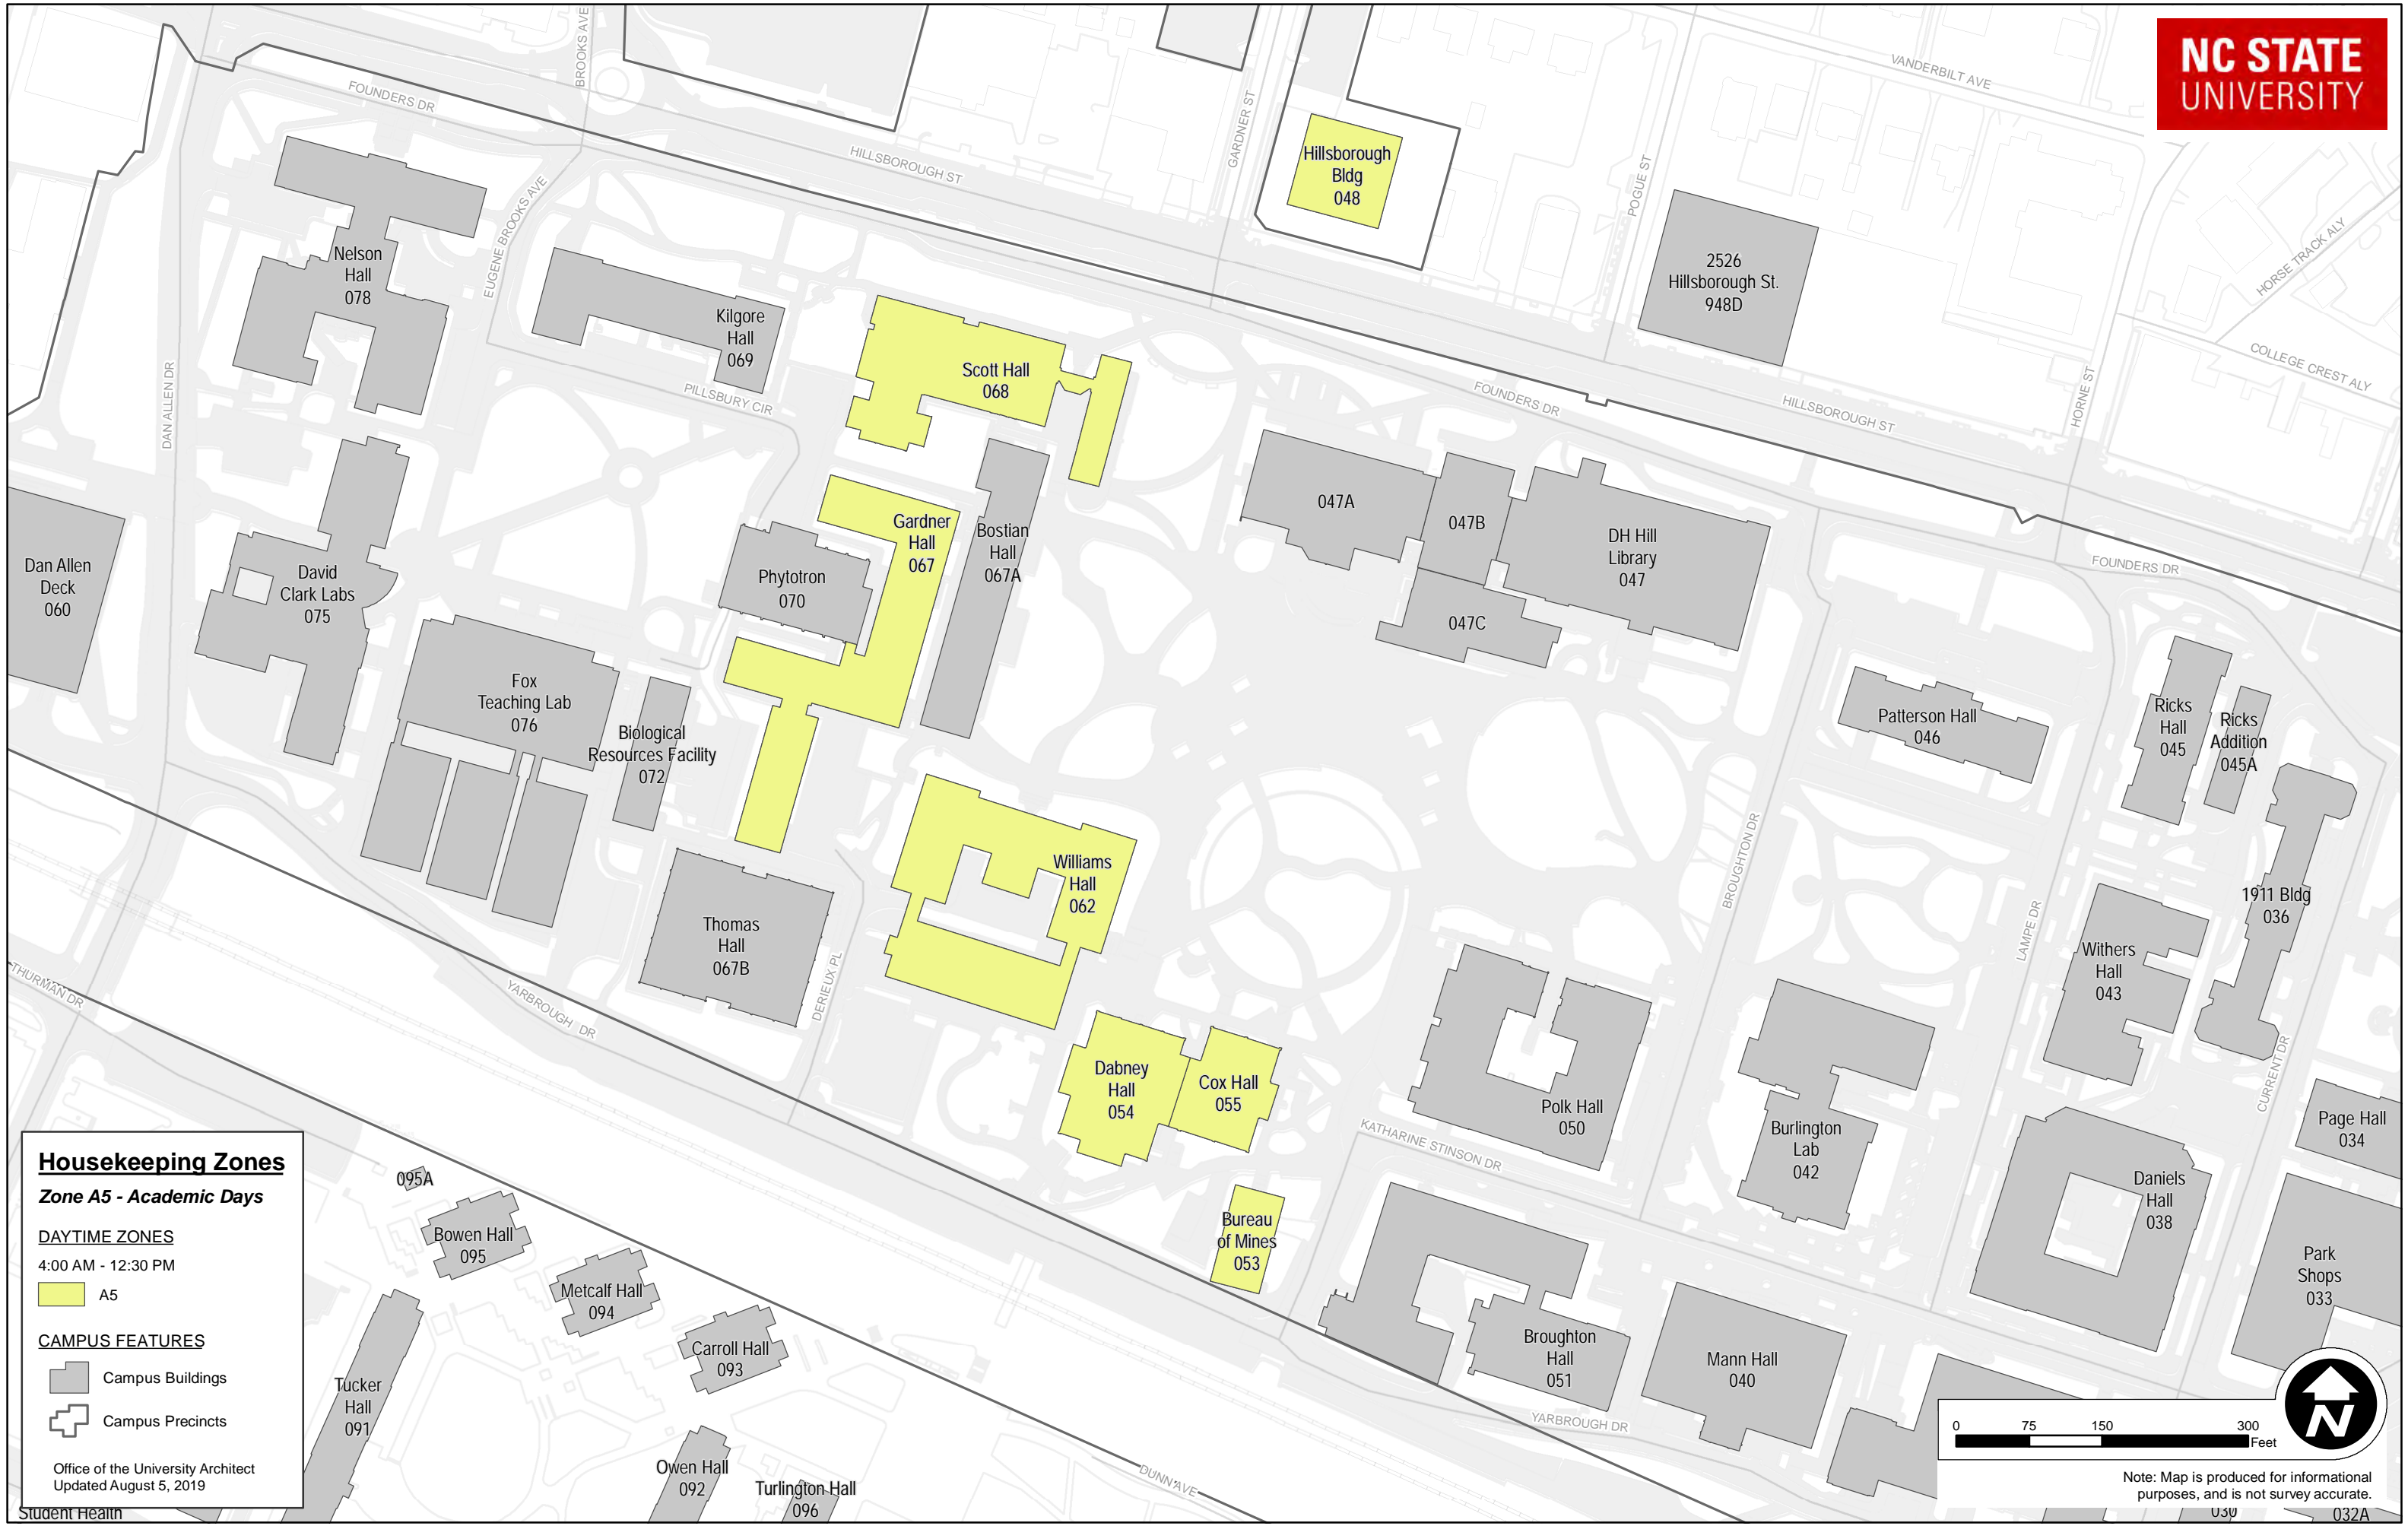 NC STATE
UNIVERSITY
BROOKS AVE
FOUNDERS DR
HILLSBOROUGH ST
GARDNER ST
VANDERBILT AVE
POGUE ST
HORSE TRACK ALY
COLLEGE CREST ALY
HORNE ST
EUGENE BROOKS AVE
DAN ALLEN DR
PILLSBURY CIR
FOUNDERS DR
HILLSBOROUGH ST
FOUNDERS DR
Hillsborough
Bldg
048
2526
Hillsborough St.
948D
Nelson
Hall
078
Kilgore
Hall
069
Scott Hall
068
Gardner
Hall
067
Bostian
Hall
067A
047A
047B
DH Hill
Library
047
047C
Dan Allen
Deck
060
David
Clark Labs
075
Phytotron
070
Fox
Teaching Lab
076
Biological
Resources Facility
072
Patterson Hall
046
Ricks
Hall
045
Ricks
Addition
045A
Williams
Hall
062
Thomas
Hall
067B
1911 Bldg
036
Withers
Hall
043
BROUGHTON DR
LAMPE DR
CURRENT DR
DERIEUX PL
THURMAN DR
YARBROUGH DR
Dabney
Hall
054
Cox Hall
055
Polk Hall
050
Burlington
Lab
042
Page Hall
034
Daniels
Hall
038
KATHARINE STINSON DR
Bureau
of Mines
053
Park
Shops
033
Broughton
Hall
051
Mann Hall
040
YARBROUGH DR
DUNN AVE
095A
Bowen Hall
095
Metcalf Hall
094
Carroll Hall
093
Tucker
Hall
091
Owen Hall
092
Turlington Hall
096
Student Health
030
032A
Housekeeping Zones
Zone A5 - Academic Days
DAYTIME ZONES
4:00 AM - 12:30 PM
A5
CAMPUS FEATURES
Campus Buildings
Campus Precincts
Office of the University Architect
Updated August 5, 2019
0 75 150 300
Feet
N
Note: Map is produced for informational
purposes, and is not survey accurate.